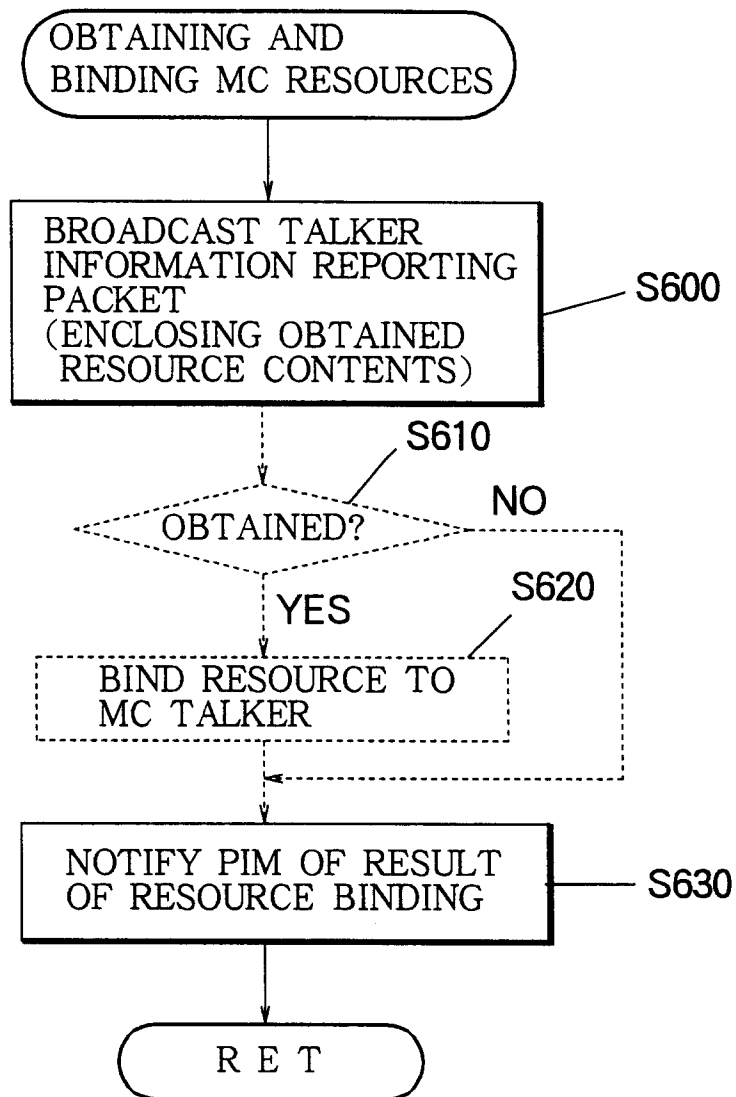 OBTAINING AND
BINDING MC RESOURCES
BROADCAST TALKER
INFORMATION REPORTING
PACKET
(ENCLOSING OBTAINED
RESOURCE CONTENTS)
S600
S610
OBTAINED?
NO
YES
S620
BIND RESOURCE TO
MC TALKER
NOTIFY PIM OF RESULT
OF RESOURCE BINDING
S630
R E T